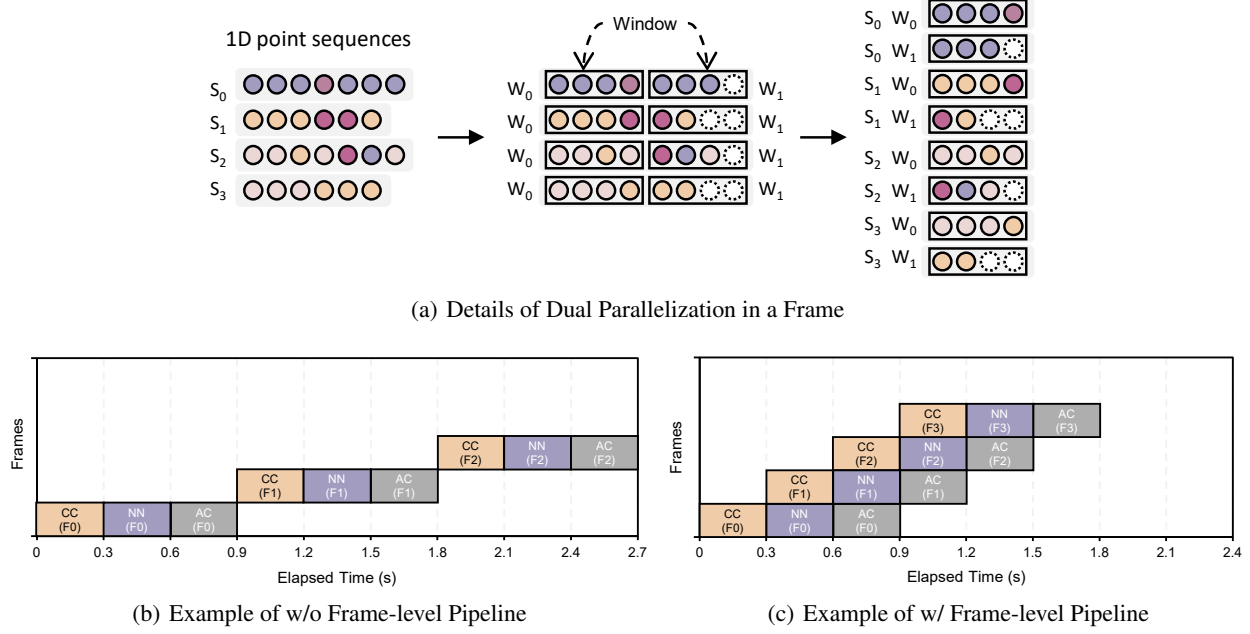 1D point sequences
S0
S1
S2
S3
Window
W0 W1
W0 W1
W0 W1
W0 W1
S0 W0
S0 W1
S1 W0
S1 W1
S2 W0
S2 W1
S3 W0
S3 W1
(a) Details of Dual Parallelization in a Frame
Frames
CC NN AC
(F2) (F2) (F2)
CC NN AC
(F1) (F1) (F1)
CC NN AC
(F0) (F0) (F0)
0 0.3 0.6 0.9 1.2 1.5 1.8 2.1 2.4 2.7
Elapsed Time (s)
(b) Example of w/o Frame-level Pipeline
Frames
CC NN AC
(F3) (F3) (F3)
CC NN AC
(F2) (F2) (F2)
CC NN AC
(F1) (F1) (F1)
CC NN AC
(F0) (F0) (F0)
0 0.3 0.6 0.9 1.2 1.5 1.8 2.1 2.4
Elapsed Time (s)
(c) Example of w/ Frame-level Pipeline